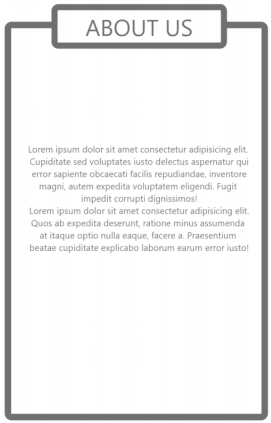 ABOUT US
Lorem ipsum dolor sit amet consectetur adipisicing elit.
Cupiditate sed voluptates iusto delectus aspernatur qui
error sapiente obcaecati facilis repudiandae, inventore
magni, autem expedita voluptatem eligendi. Fugit
impedit corrupti dignissimos!
Lorem ipsum dolor sit amet consectetur adipisicing elit.
Quos ab expedita deserunt, ratione minus assumenda
at itaque optio nulla eaque, facere a. Praesentium
beatae cupiditate explicabo laborum earum error iusto!